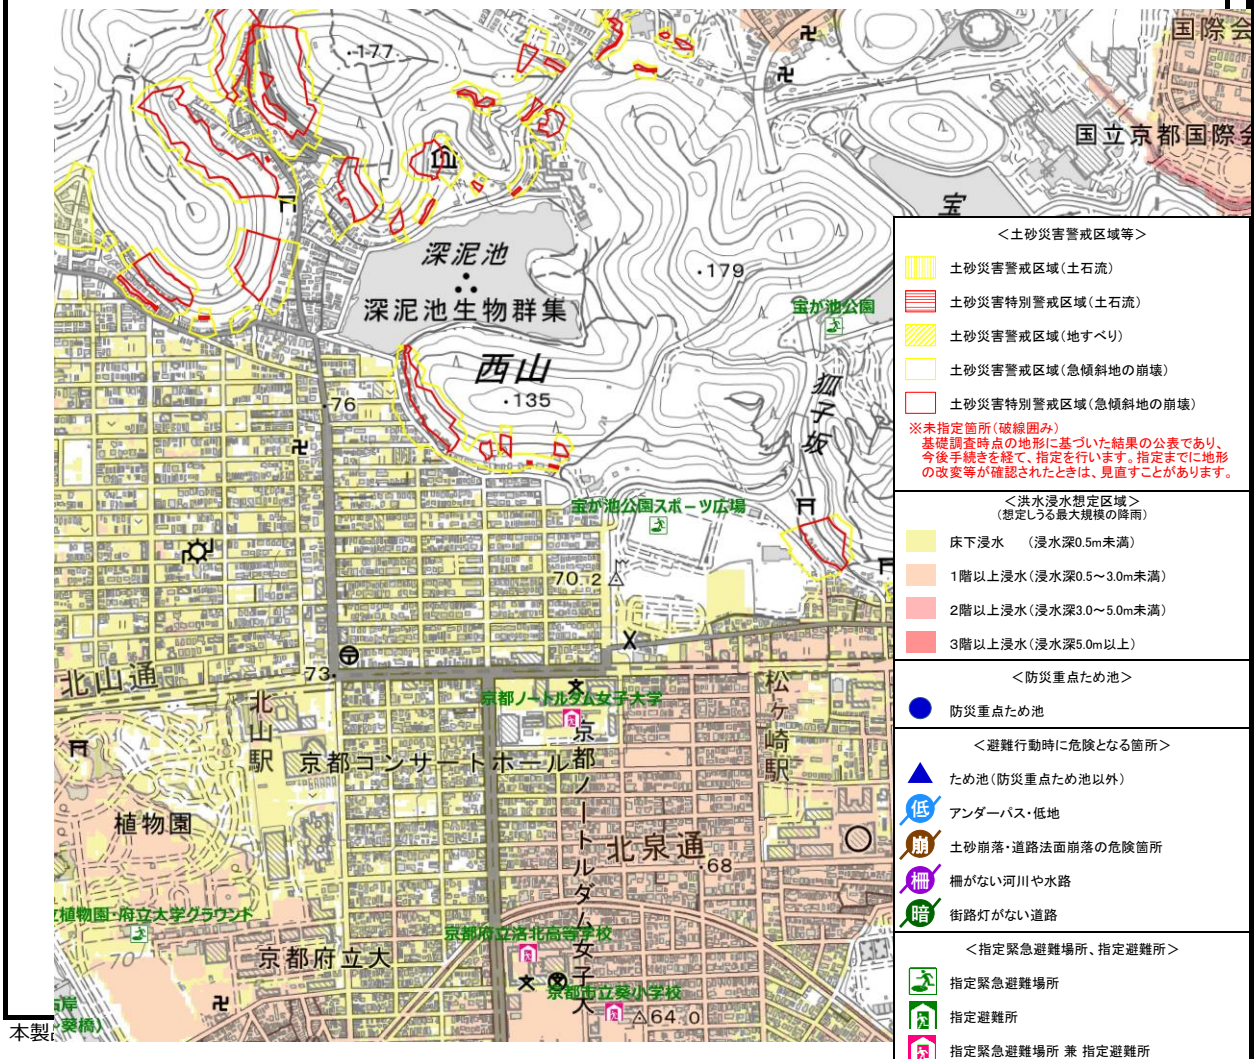 国際会
国立京都国際会
・177
宝
深泥池
深泥池生物群集
・179
宝が池公園
西山
・135
狐子坂
・76
宝が池公園スポーツ広場
70.2
北山通
73.
北山駅
京都ノートルダム女子大学
京都ノートルダム女子大
松ヶ崎駅
京都コンサートホール
植物園
北泉通
・68
植物園・府立大学グラウンド
70
京都府立洛北高等学校
京都府立大
京都市立葵小学校
64.0
岸
葵橋)
本製
＜土砂災害警戒区域等＞
土砂災害警戒区域(土石流)
土砂災害特別警戒区域(土石流)
土砂災害警戒区域(地すべり)
土砂災害警戒区域(急傾斜地の崩壊)
土砂災害特別警戒区域(急傾斜地の崩壊)
※未指定箇所(破線囲み)
基礎調査時点の地形に基づいた結果の公表であり、
今後手続きを経て、指定を行います。指定までに地形
の改変等が確認されたときは、見直すことがあります。
＜洪水浸水想定区域＞
(想定しうる最大規模の降雨)
床下浸水　(浸水深0.5m未満)
1階以上浸水(浸水深0.5～3.0m未満)
2階以上浸水(浸水深3.0～5.0m未満)
3階以上浸水(浸水深5.0m以上)
＜防災重点ため池＞
防災重点ため池
＜避難行動時に危険となる箇所＞
ため池(防災重点ため池以外)
低 アンダーパス・低地
崩 土砂崩落・道路法面崩落の危険箇所
柵 柵がない河川や水路
暗 街路灯がない道路
＜指定緊急避難場所、指定避難所＞
指定緊急避難場所
指定避難所
指定緊急避難場所 兼 指定避難所